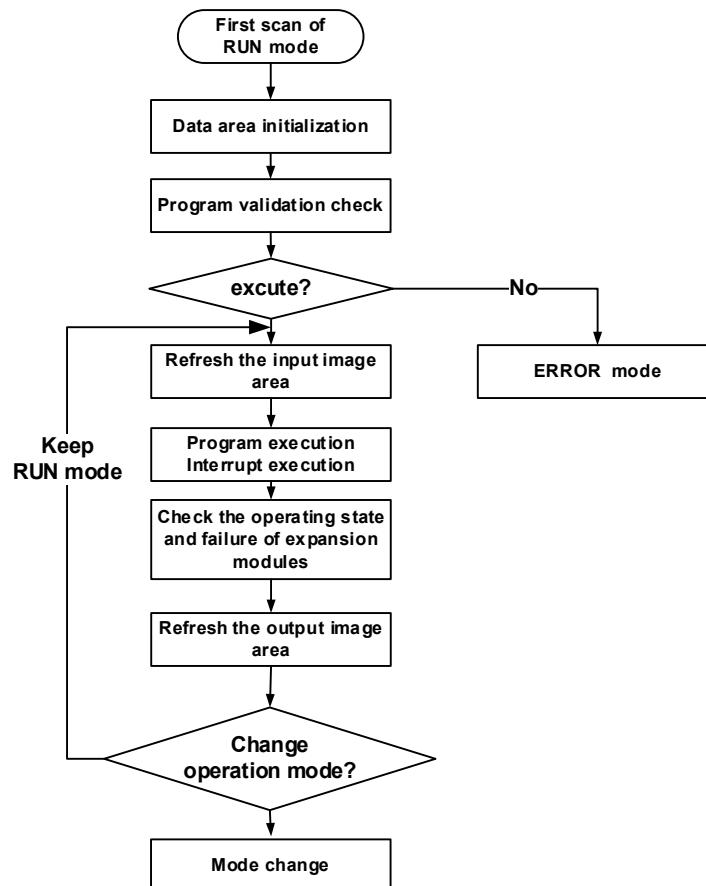 First scan of
RUN mode
Data area initialization
Program validation check
excute?
No
Refresh the input image
area
ERROR mode
Keep
RUN mode
Program execution
Interrupt execution
Check the operating state
and failure of expansion
modules
Refresh the output image
area
Change
operation mode?
Mode change